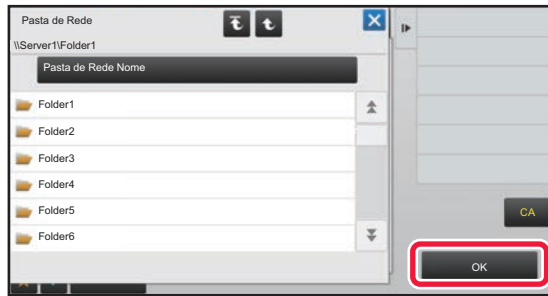 Pasta de Rede
\\Server1\Folder1
Pasta de Rede Nome
Folder1
Folder2
Folder3
Folder4
Folder5
Folder6
CA
OK